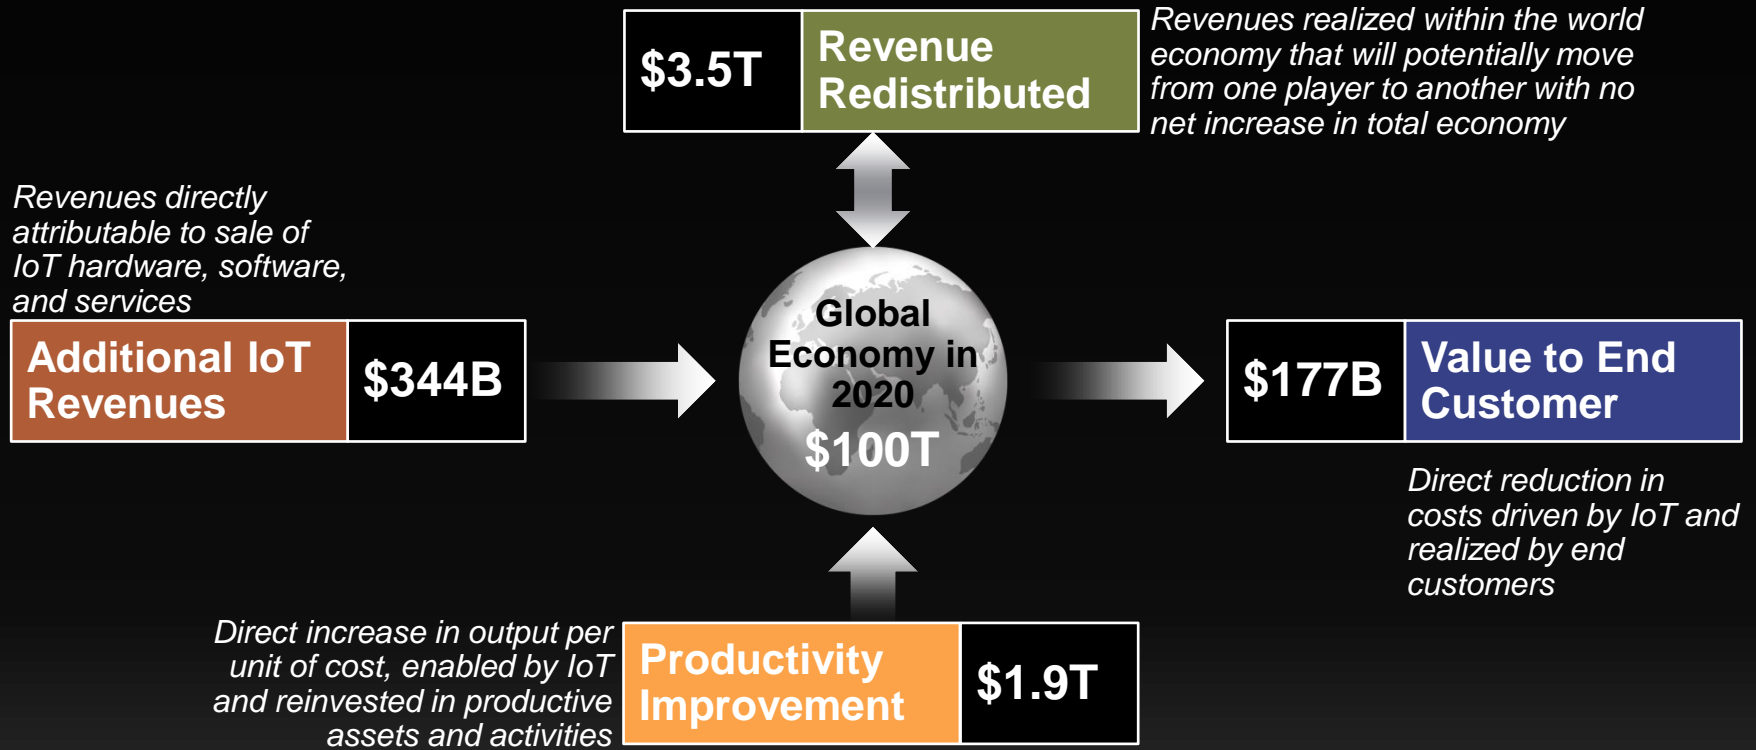 $3.5T
Revenue
Redistributed
Revenues realized within the world
economy that will potentially move
from one player to another with no
net increase in total economy
Revenues directly
attributable to sale of
IoT hardware, software,
and services
Additional IoT
Revenues
$344B
Global
Economy in
2020
$100T
$177B
Value to End
Customer
Direct reduction in
costs driven by IoT and
realized by end
customers
Direct increase in output per
unit of cost, enabled by IoT
and reinvested in productive
assets and activities
Productivity
Improvement
$1.9T